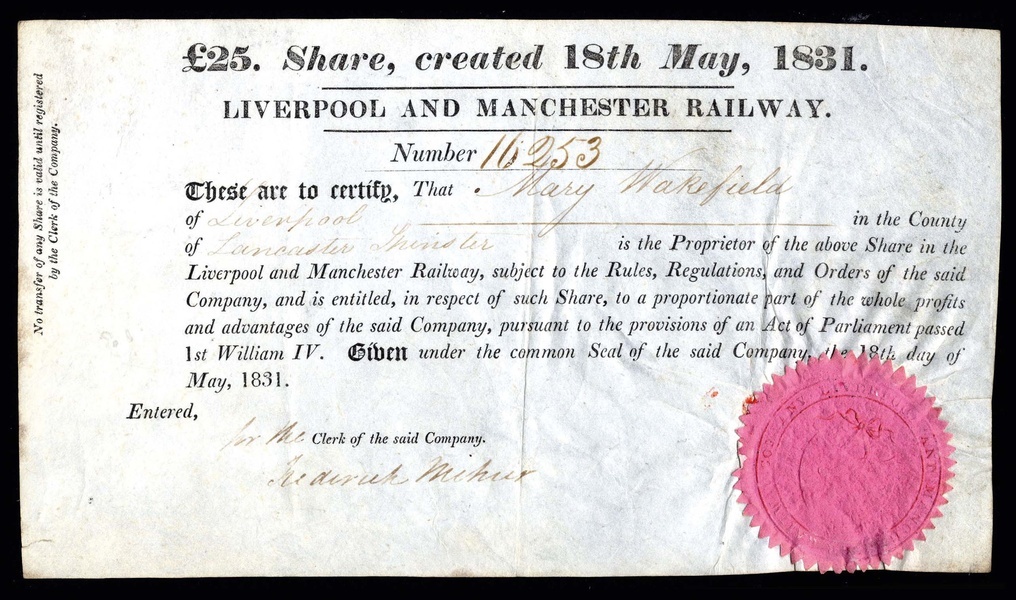 £25. Share, created 18th May, 1831.
LIVERPOOL AND MANCHESTER RAILWAY.
Number 16253
These are to certify, That Mary Wakefield
of Liverpool in the County
of Lancaster Spinster is the Proprietor of the above Share in the
Liverpool and Manchester Railway, subject to the Rules, Regulations, and Orders of the said
Company, and is entitled, in respect of such Share, to a proportionate part of the whole profits
and advantages of the said Company, pursuant to the provisions of an Act of Parliament passed
1st William IV. Given under the common Seal of the said Company, the 18th day of
May, 1831.
Entered,
for the Clerk of the said Company.
Frederick
No transfer of any Share is valid until registered
by the Clerk of the Company.